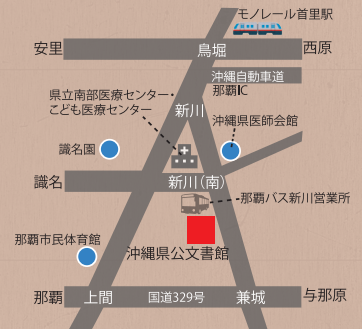 モノレール首里駅
安里
鳥堀
西原
沖縄自動車道
那覇IC
県立南部医療センター・
こども医療センター
新川
沖縄県医師会館
識名園
識名
新川(南)
那覇バス新川営業所
那覇市民体育館
沖縄県公文書館
那覇
上間
国道329号
兼城
与那原